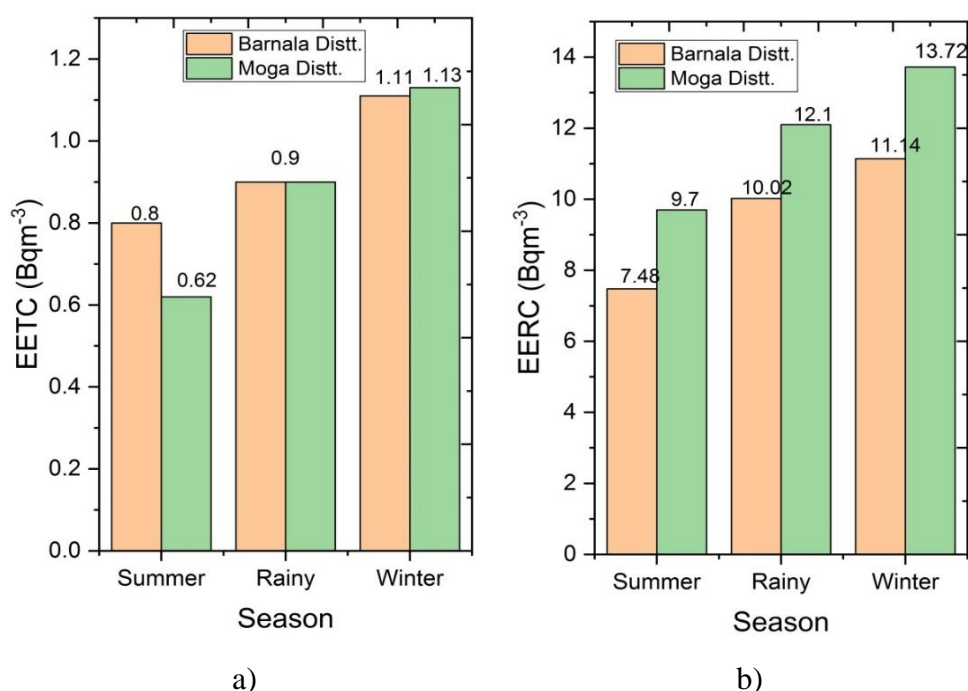 EETC (Bqm-3)
1.2
1.0
0.8
0.6
0.4
0.2
0.0
Barnala Distt.
Moga Distt.
0.8
0.62
0.9
1.11
1.13
Summer
Rainy
Winter
Season
a)
EERC (Bqm-3)
14
12
10
8
6
4
2
0
Barnala Distt.
Moga Distt.
7.48
9.7
10.02
12.1
11.14
13.72
Summer
Rainy
Winter
Season
b)